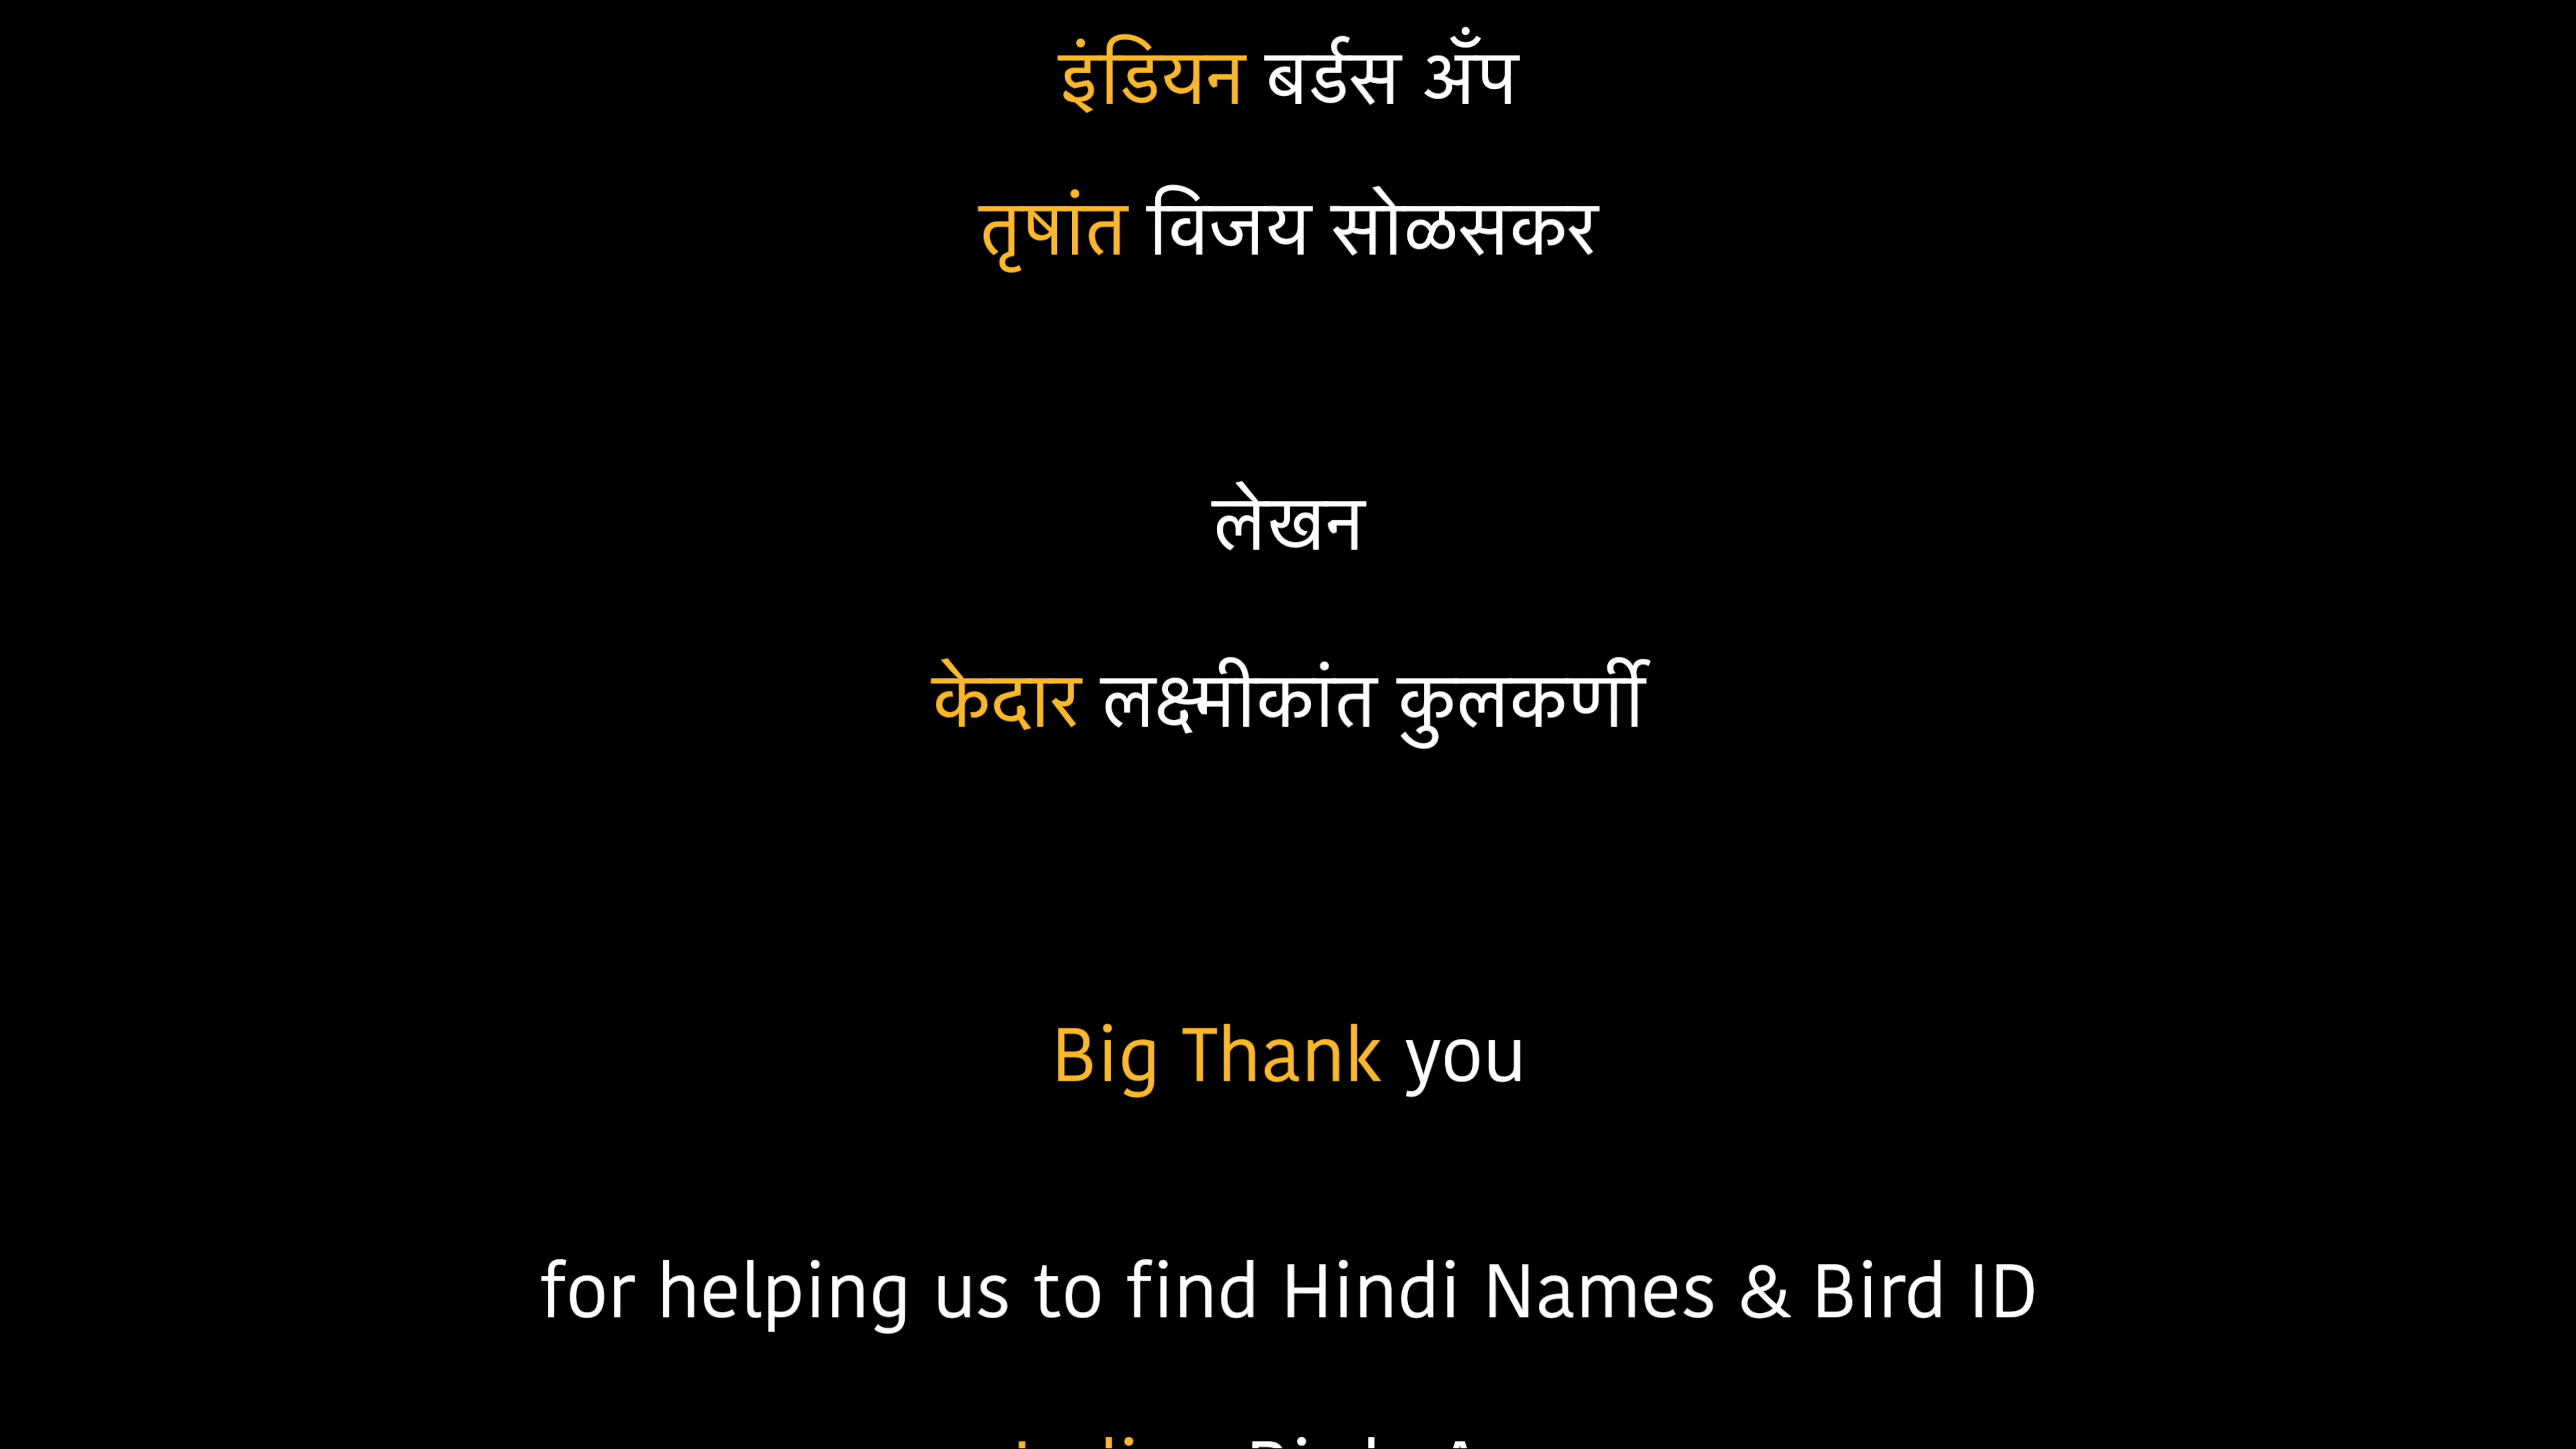 इंडियन बर्डस अँप
तृषांत विजय सोळसकर
लेखन
केदार लक्ष्मीकांत कुलकर्णी
Big Thank you
for helping us to find Hindi Names & Bird ID